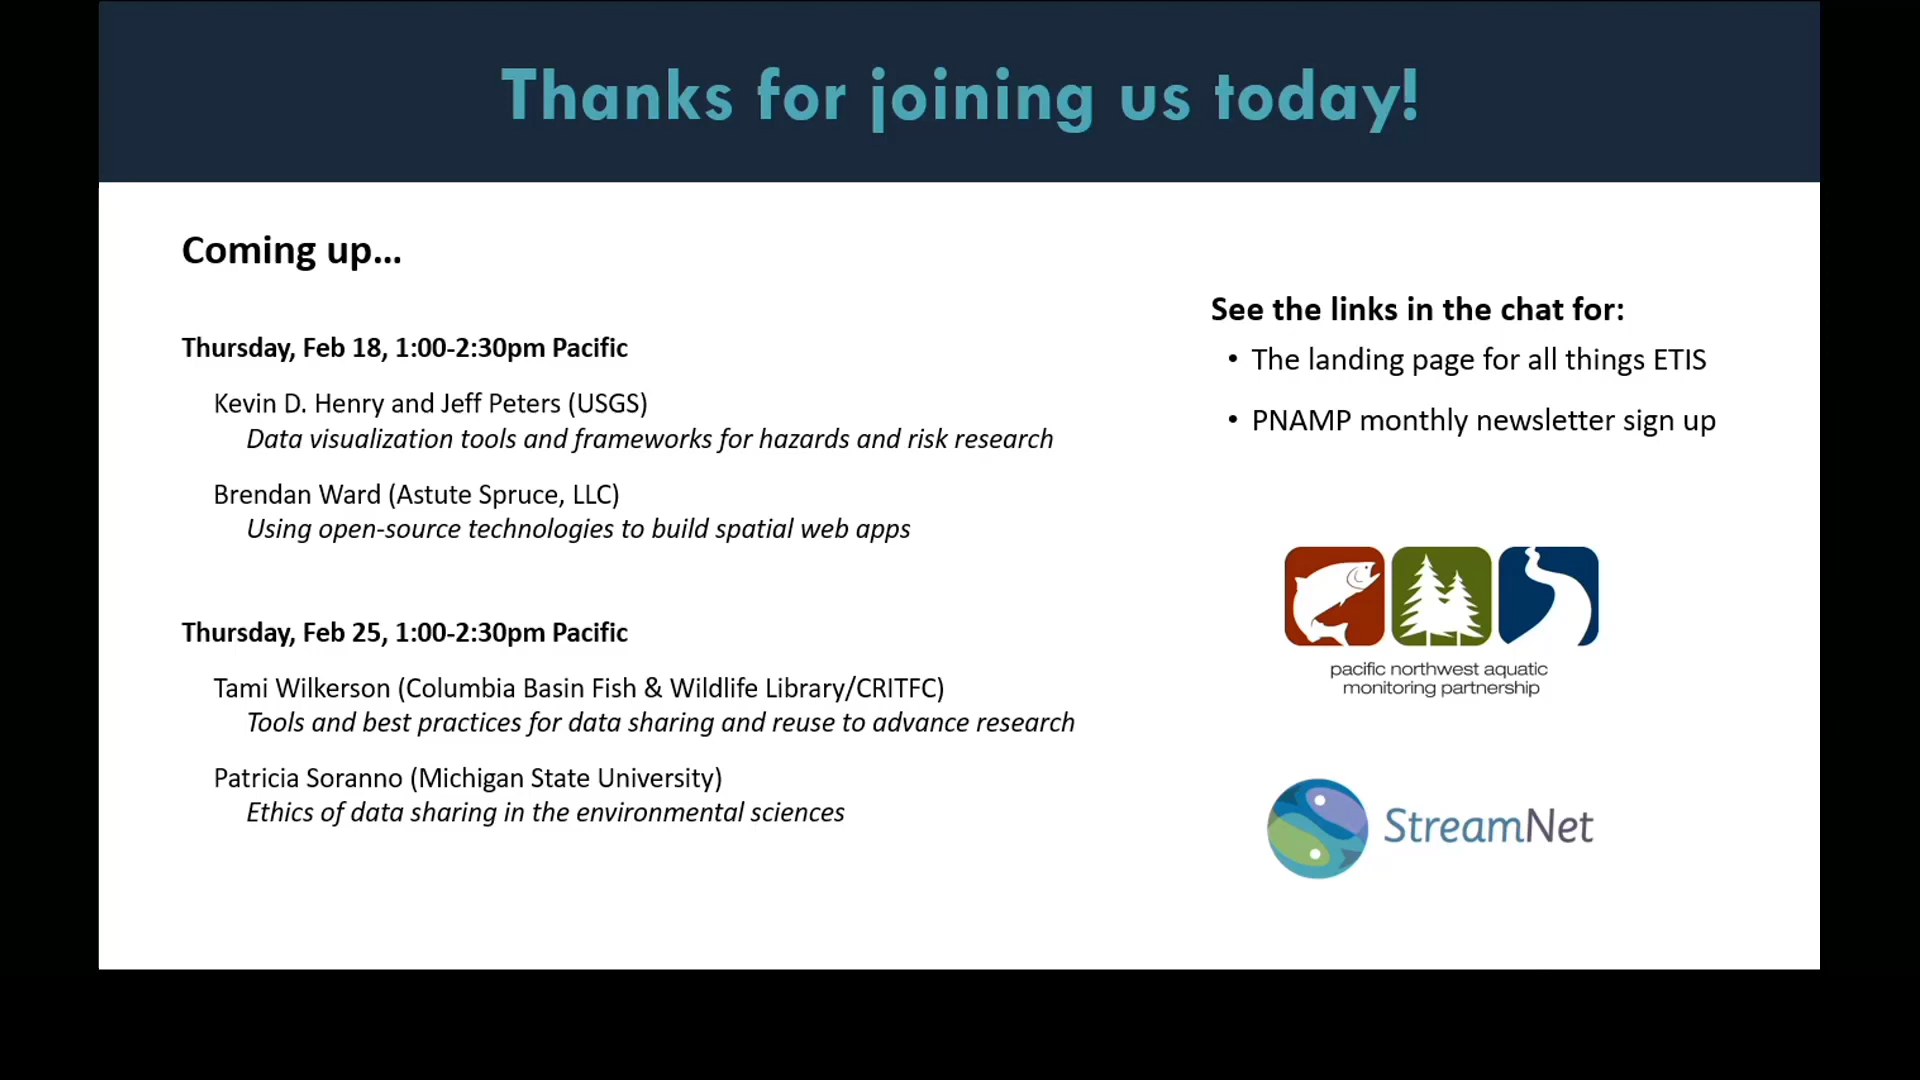 Thanks for joining us today!
Coming up...
Thursday, Feb 18, 1:00-2:30pm Pacific
Kevin D. Henry and Jeff Peters (USGS)
Data visualization tools and frameworks for hazards and risk research
Brendan Ward (Astute Spruce, LLC)
Using open-source technologies to build spatial web apps
Thursday, Feb 25, 1:00-2:30pm Pacific
Tami Wilkerson (Columbia Basin Fish & Wildlife Library/CRITFC)
Tools and best practices for data sharing and reuse to advance research
Patricia Soranno (Michigan State University)
Ethics of data sharing in the environmental sciences
See the links in the chat for:
• The landing page for all things ETIS
• PNAMP monthly newsletter sign up
pacific northwest aquatic
monitoring partnership
StreamNet